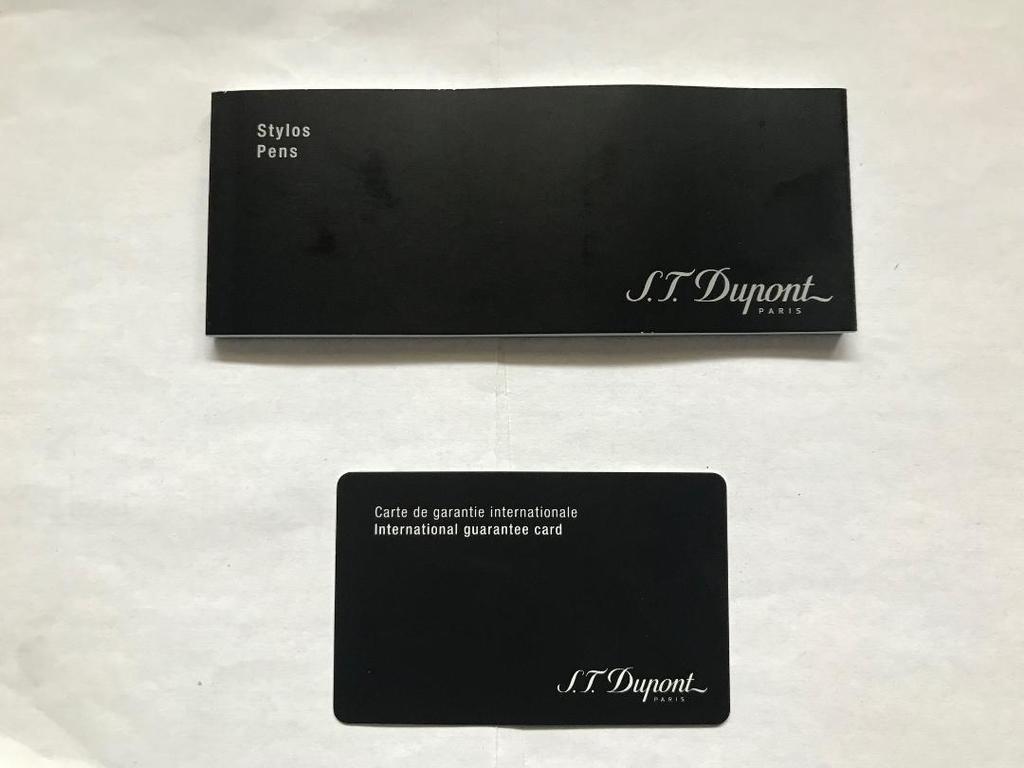 Stylos
Pens
S.T. Dupont
PARIS
Carte de garantie internationale
International guarantee card
S.T. Dupont
PARIS